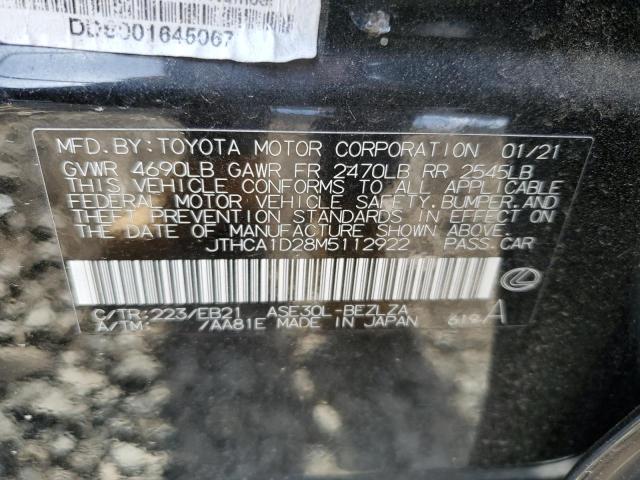 DDS001645067
MFD. BY: TOYOTA MOTOR CORPORATION 01/21
GVWR 4690LB GAWR FR 2470LB RR 2545LB
THIS VEHICLE CONFORMS TO ALL APPLICABLE
FEDERAL MOTOR VEHICLE SAFETY, BUMPER, AND
THEFT PREVENTION STANDARDS IN EFFECT ON
THE DATE OF MANUFACTURE SHOWN ABOVE.
JTHCA1D28M5112922 PASS. CAR
C/TR: 223/EB21 ASE30L-BEZLZA
A/TM: /AA81E MADE IN JAPAN A